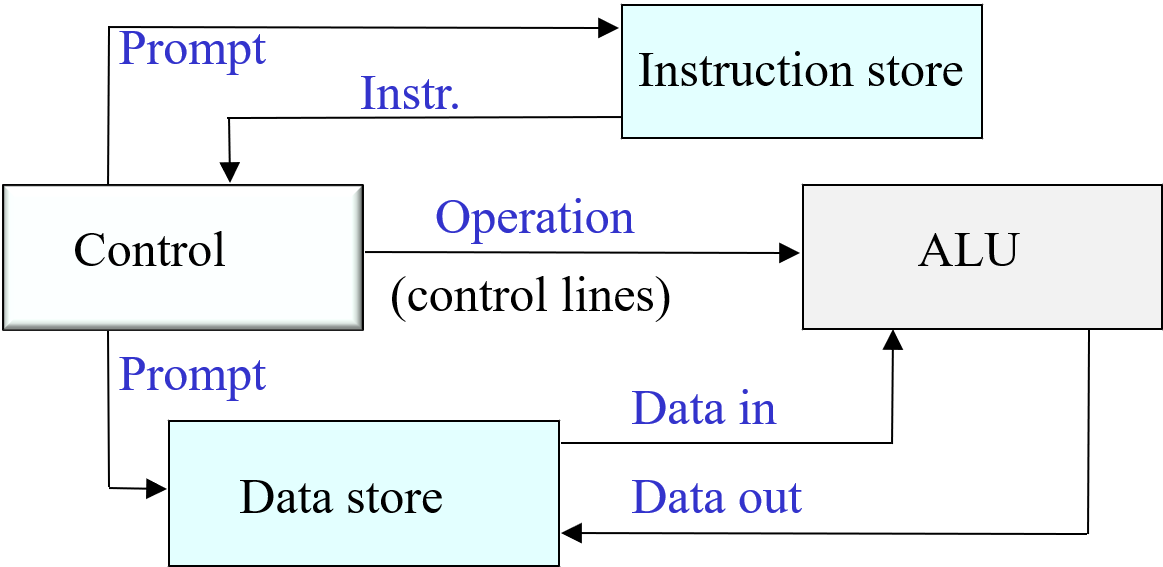 Prompt
Instruction store
Instr.
Operation
Control
ALU
(control lines)
Prompt
Data in
Data store
Data out